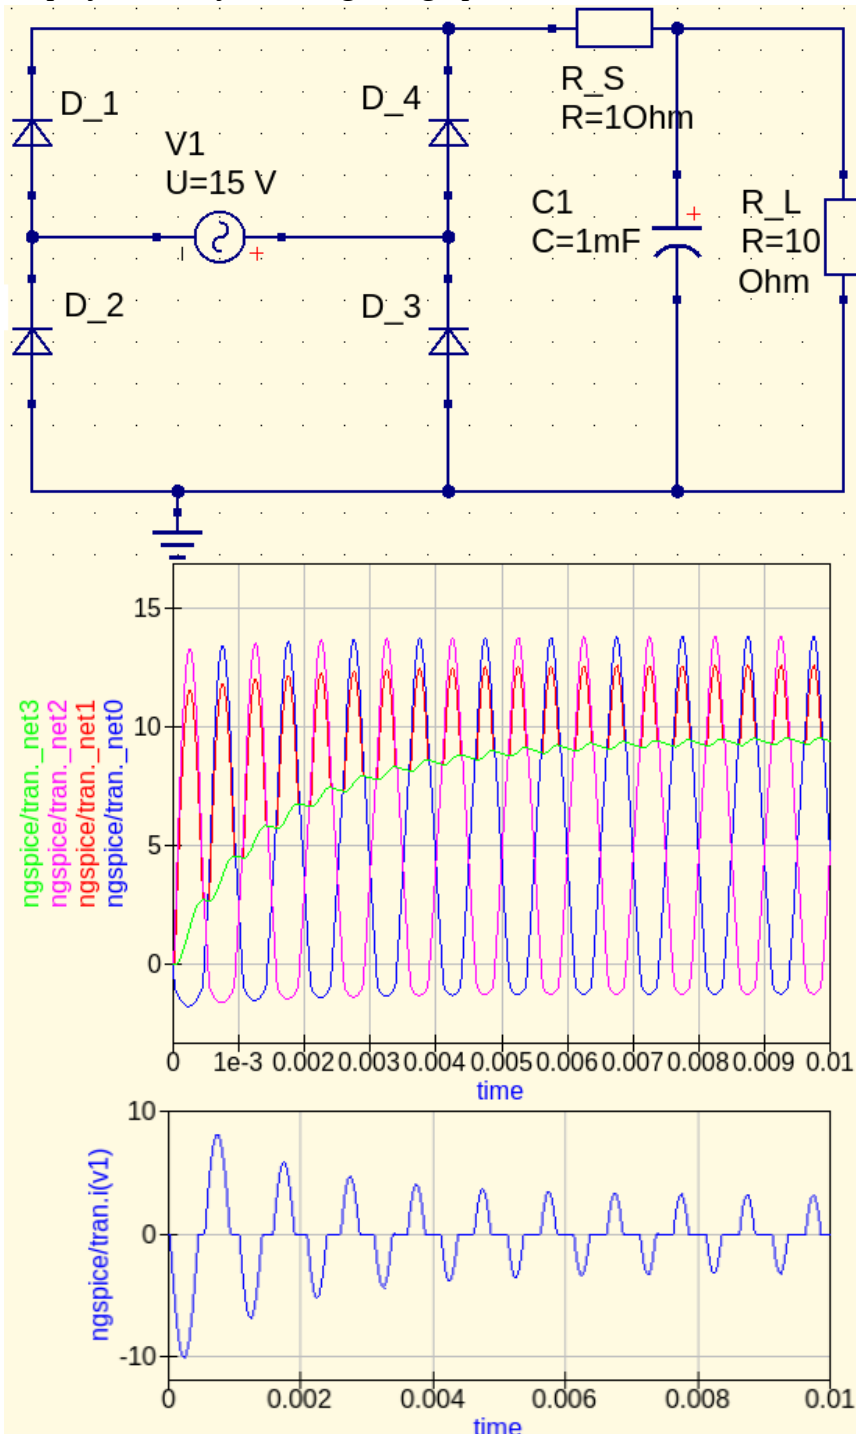 D_1
D_4
R_S
R=1Ohm
V1
U=15 V
C1
C=1mF
R_L
R=10
Ohm
D_2
D_3
ngspice/tran._net3
ngspice/tran._net2
ngspice/tran._net1
ngspice/tran._net0
15
10
5
0
0 1e-3 0.002 0.003 0.004 0.005 0.006 0.007 0.008 0.009 0.01
time
ngspice/tran.i(v1)
10
0
-10
0 0.002 0.004 0.006 0.008 0.01
time